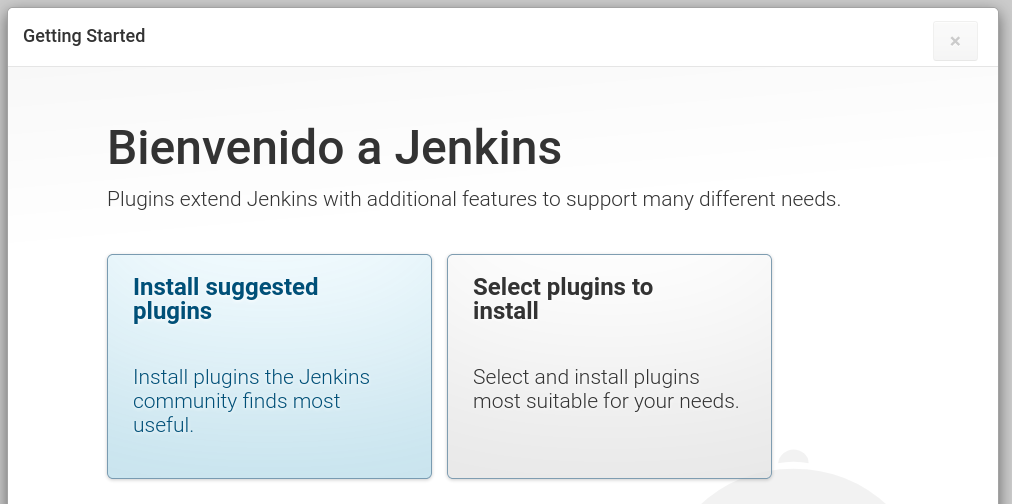 Getting Started
×
Bienvenido a Jenkins
Plugins extend Jenkins with additional features to support many different needs.
Install suggested
plugins
Install plugins the Jenkins
community finds most
useful.
Select plugins to
install
Select and install plugins
most suitable for your needs.